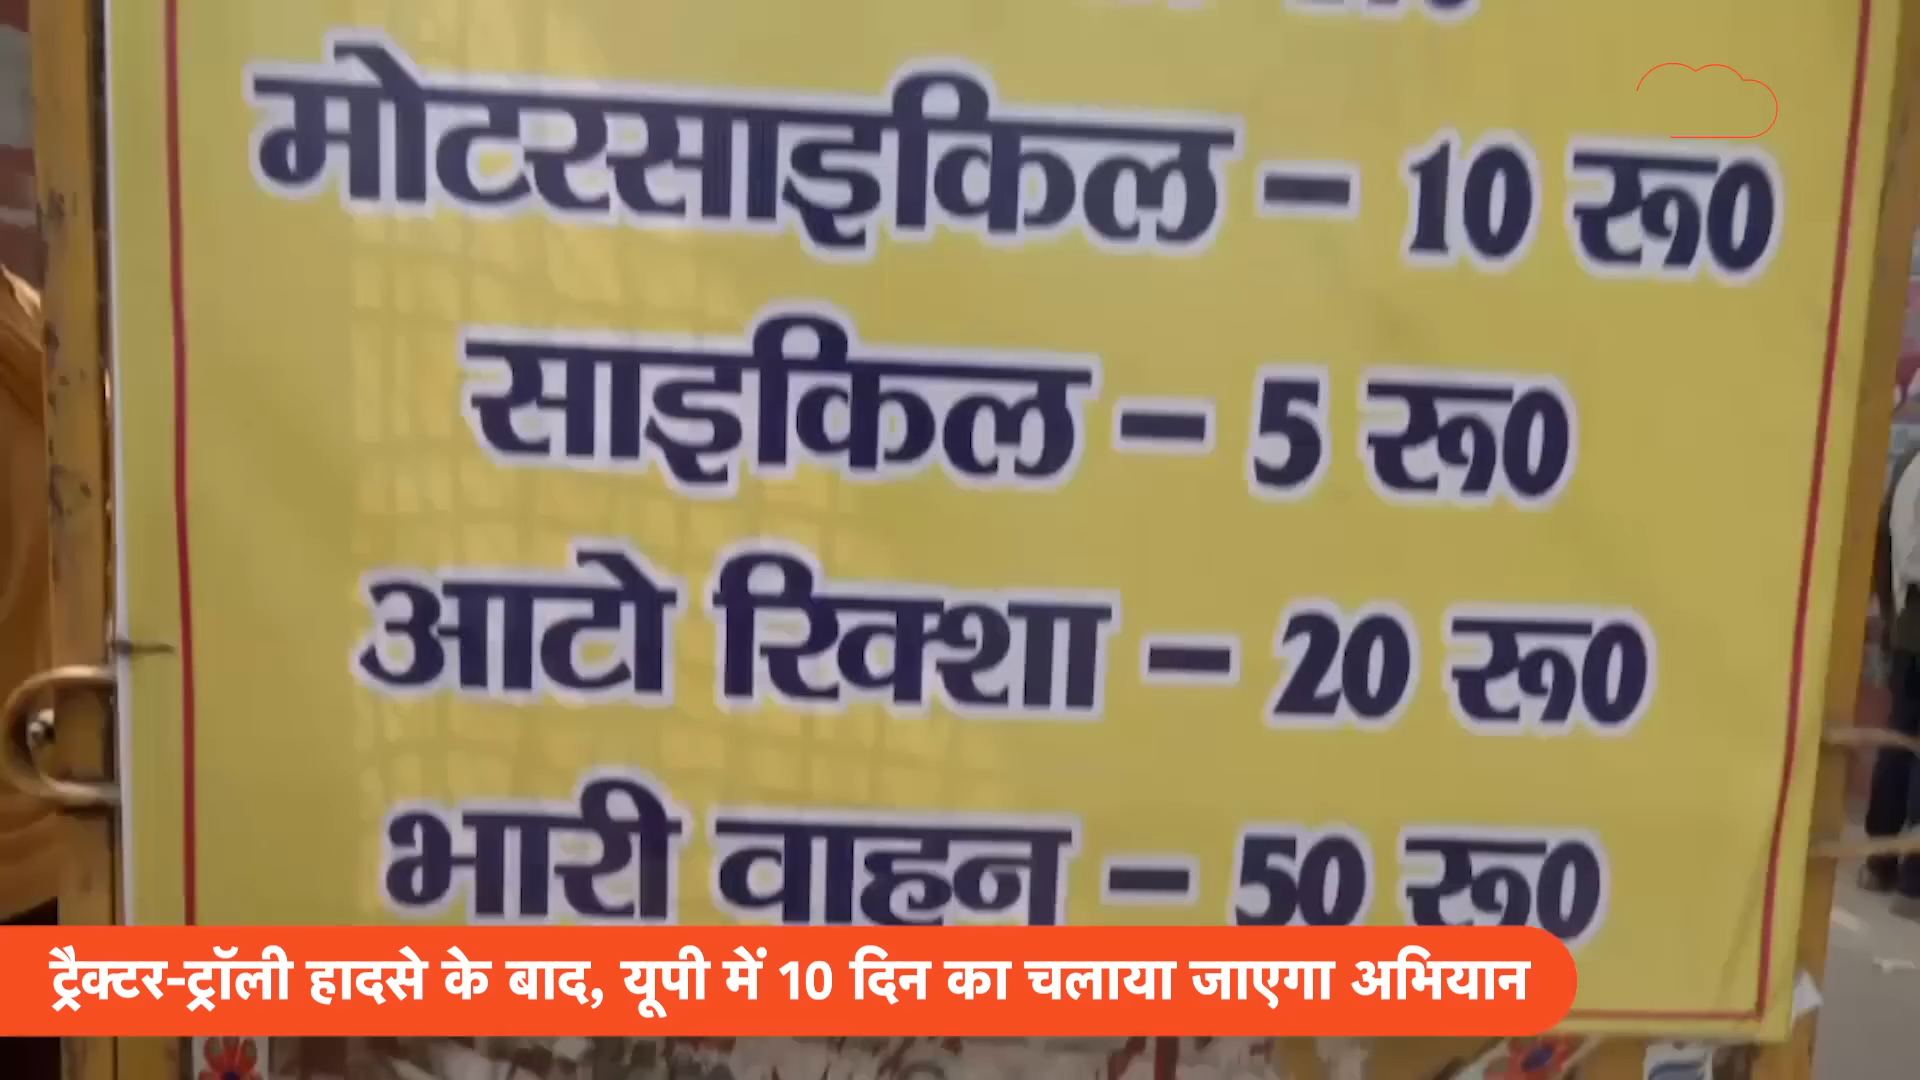 मोटरसाइकिल – 10 रू0
साइकिल – 5 रू0
आटो रिक्शा – 20 रू0
भारी वाहन – 50 रू0
ट्रैक्टर-ट्रॉली हादसे के बाद, यूपी में 10 दिन का चलाया जाएगा अभियान